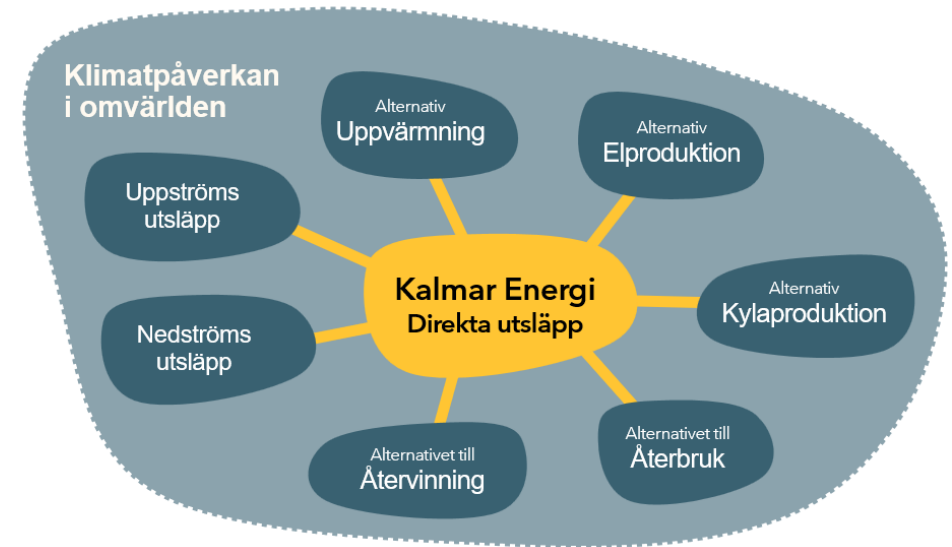 Klimatpåverkan
i omvärlden
Alternativ
Uppvärmning
Alternativ
Elproduktion
Uppströms
utsläpp
Kalmar Energi
Direkta utsläpp
Alternativ
Kylaproduktion
Nedströms
utsläpp
Alternativet till
Återvinning
Alternativet till
Återbruk